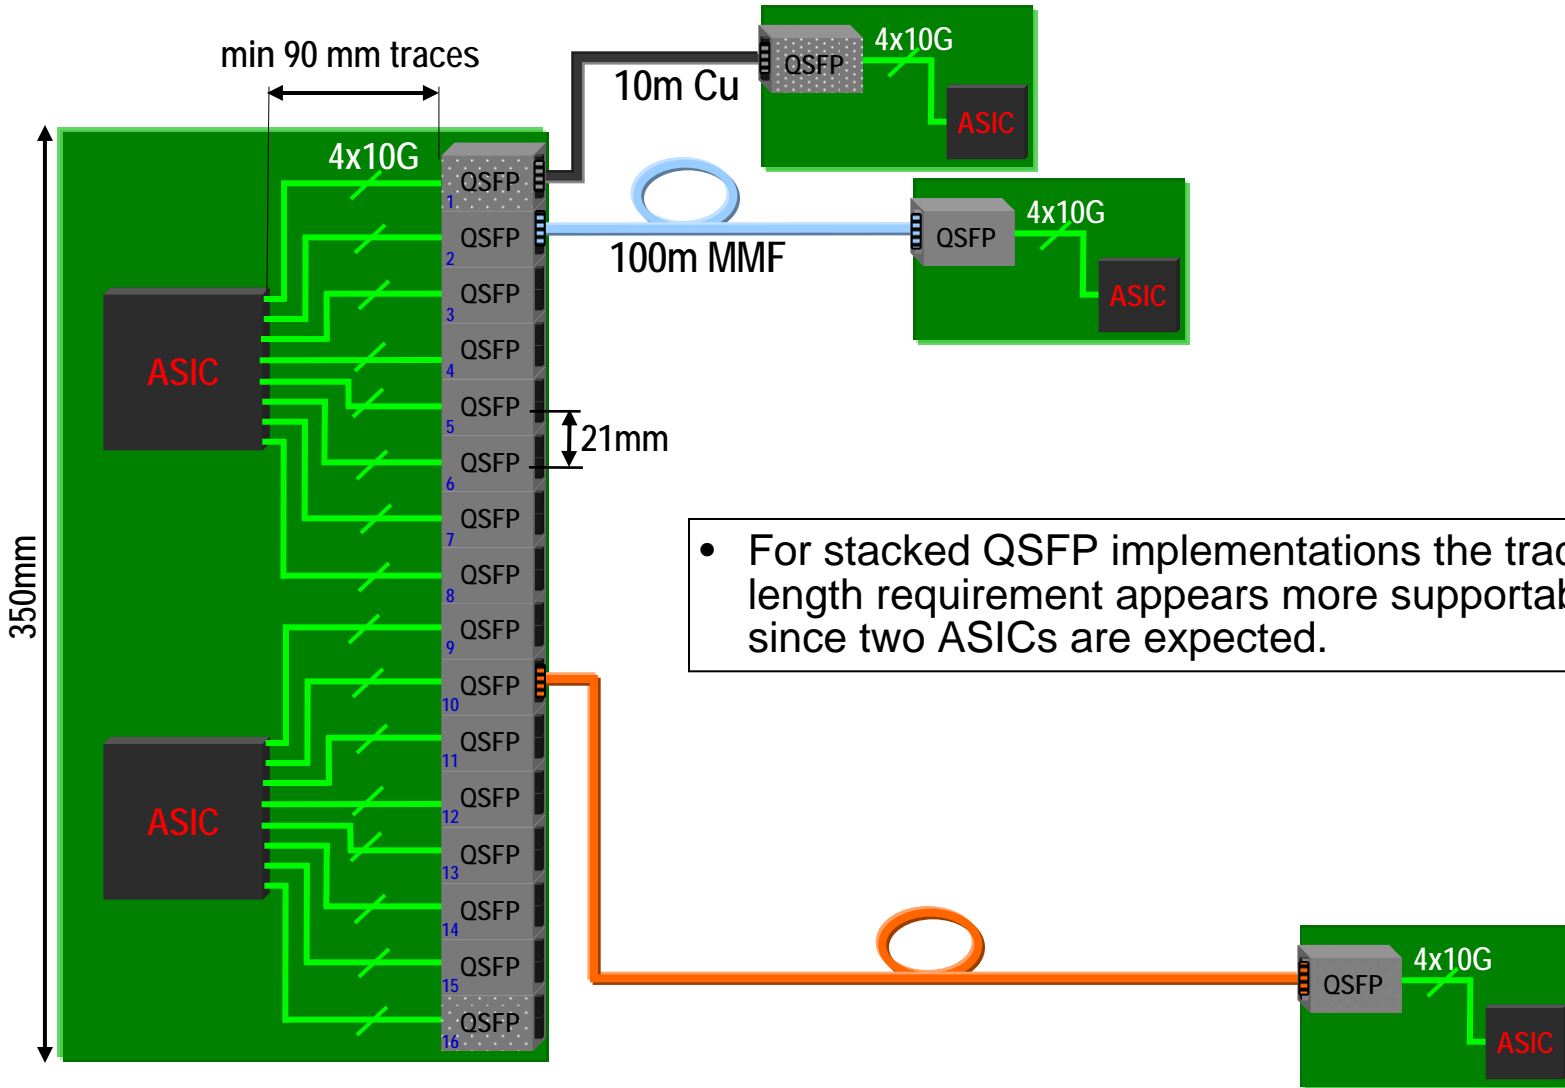 min 90 mm traces
350mm
4x10G
QSFP
1
QSFP
2
QSFP
3
QSFP
4
QSFP
5
QSFP
6
QSFP
7
QSFP
8
QSFP
9
QSFP
10
QSFP
11
QSFP
12
QSFP
13
QSFP
14
QSFP
15
QSFP
16
ASIC
ASIC
21mm
10m Cu
QSFP
4x10G
ASIC
100m MMF
QSFP
4x10G
ASIC
• For stacked QSFP implementations the trac
length requirement appears more supportab
since two ASICs are expected.
QSFP
4x10G
ASIC